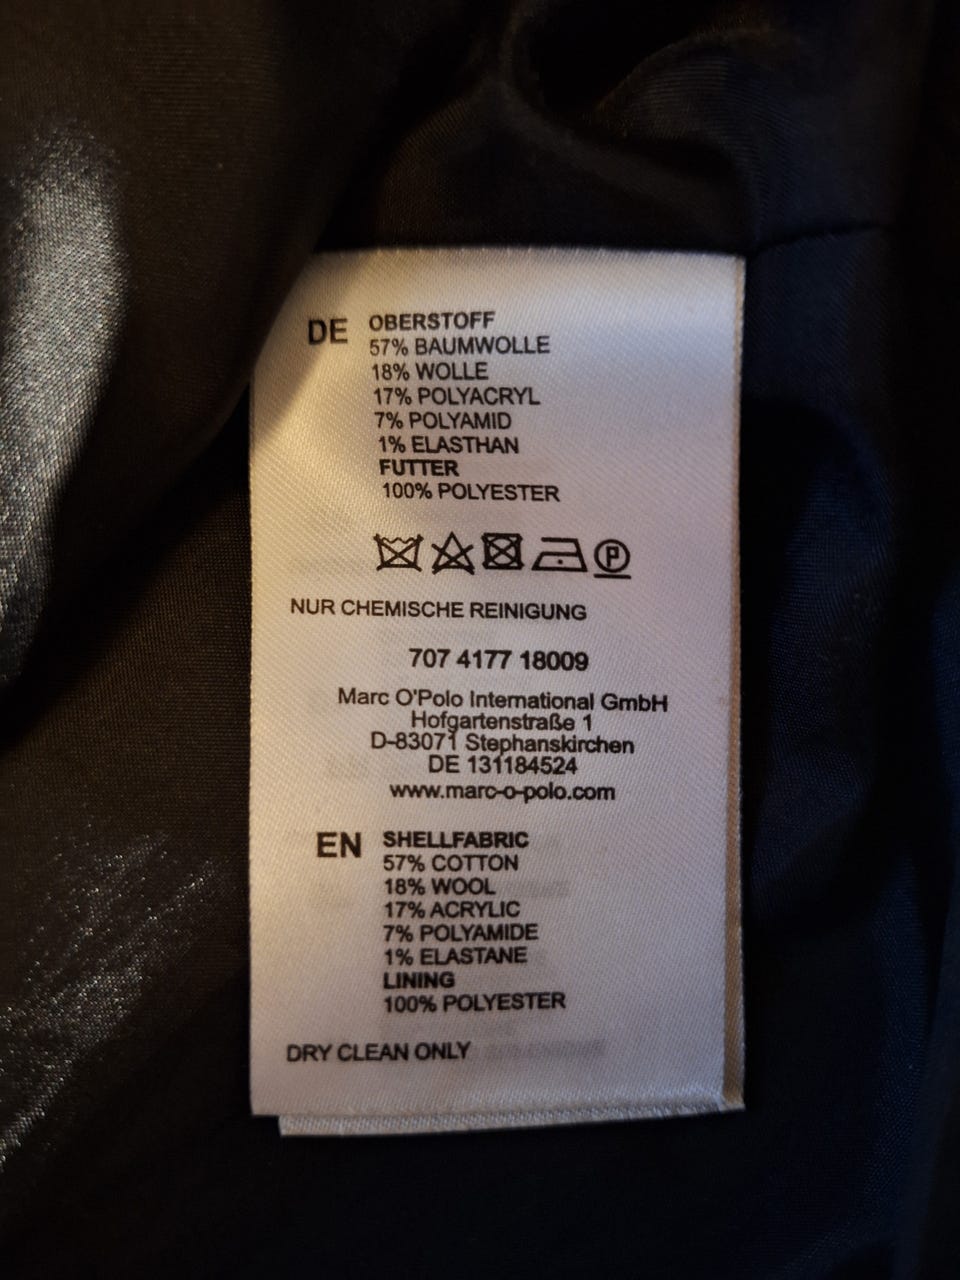 DE OBERSTOFF
57% BAUMWOLLE
18% WOLLE
17% POLYACRYL
7% POLYAMID
1% ELASTHAN
FUTTER
100% POLYESTER
P
NUR CHEMISCHE REINIGUNG
707 4177 18009
Marc O'Polo International GmbH
Hofgartenstraße 1
D-83071 Stephanskirchen
DE 131184524
www.marc-o-polo.com
EN SHELLFABRIC
57% COTTON
18% WOOL
17% ACRYLIC
7% POLYAMIDE
1% ELASTANE
LINING
100% POLYESTER
DRY CLEAN ONLY